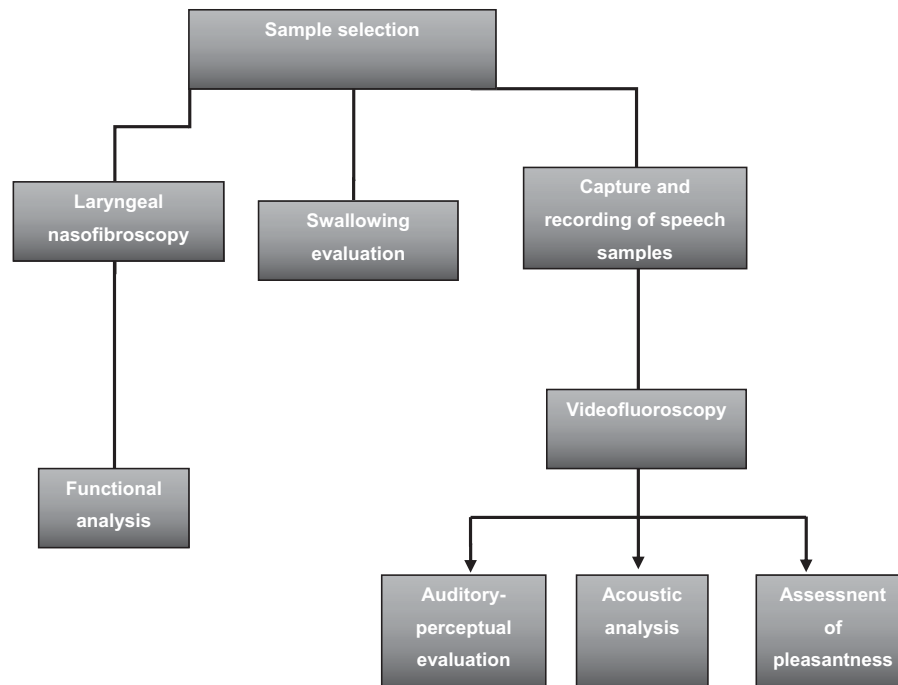 Sample selection
Laryngeal
nasofibroscopy
Swallowing
evaluation
Capture and
recording of speech
samples
Videofluoroscopy
Functional
analysis
Auditory-
perceptual
evaluation
Acoustic
analysis
Assessnent
of
pleasantness